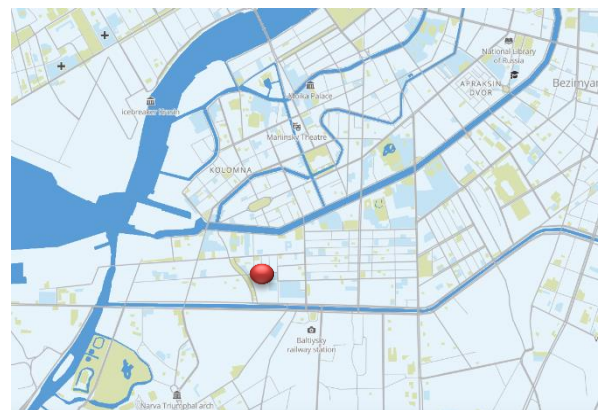 National Library
of Russia
APRAKSIN
DVOR
Bezimyan
Moika Palace
Icebreaker Krasin
Mariinsky Theatre
KOLOMNA
Baltiysky
railway station
Narva Triumphal arch